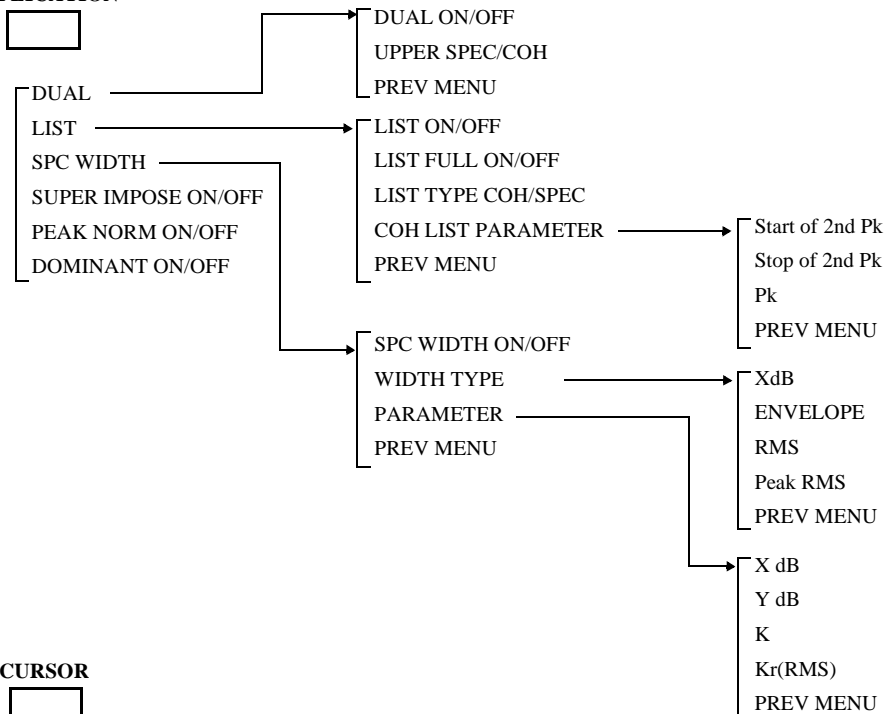 DUAL
LIST
SPC WIDTH
SUPER IMPOSE ON/OFF
PEAK NORM ON/OFF
DOMINANT ON/OFF
DUAL ON/OFF
UPPER SPEC/COH
PREV MENU
LIST ON/OFF
LIST FULL ON/OFF
LIST TYPE COH/SPEC
COH LIST PARAMETER
PREV MENU
Start of 2nd Pk
Stop of 2nd Pk
Pk
PREV MENU
SPC WIDTH ON/OFF
WIDTH TYPE
PARAMETER
PREV MENU
XdB
ENVELOPE
RMS
Peak RMS
PREV MENU
X dB
Y dB
K
Kr(RMS)
PREV MENU
CURSOR